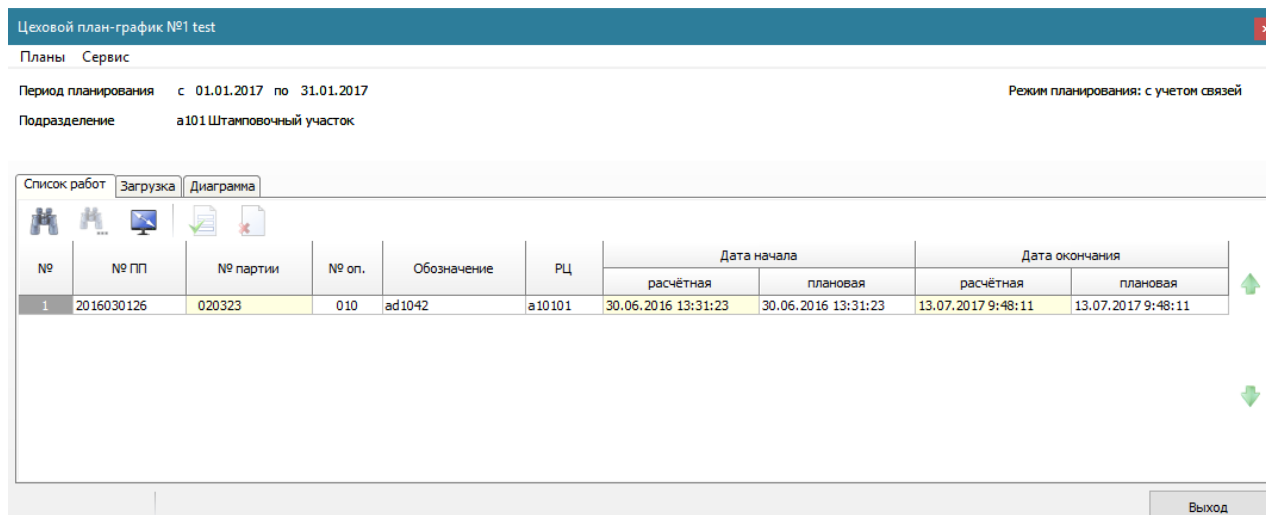 Цеховой план-график №1 test
Планы Сервис
Период планирования с 01.01.2017 по 31.01.2017 Режим планирования: с учетом связей
Подразделение a101 Штамповочный участок
Список работ Загрузка Диаграмма
№ № ПП № партии № оп. Обозначение РЦ Дата начала Дата окончания
расчётная плановая расчётная плановая
1 2016030126 020323 010 ad1042 a10101 30.06.2016 13:31:23 30.06.2016 13:31:23 13.07.2017 9:48:11 13.07.2017 9:48:11
Выход